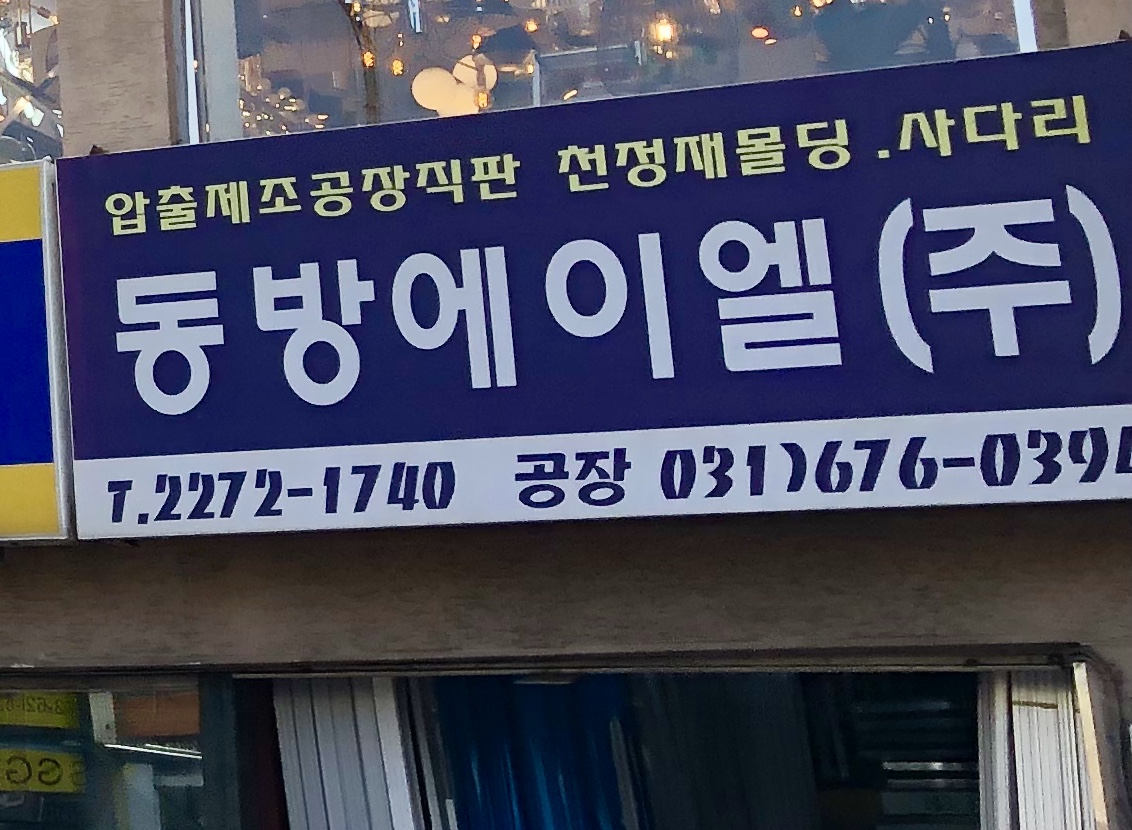 압출제조공장직판 천정재몰딩.사다리
동방에이엘(주)
T.2272-1740 공장 031)676-0394